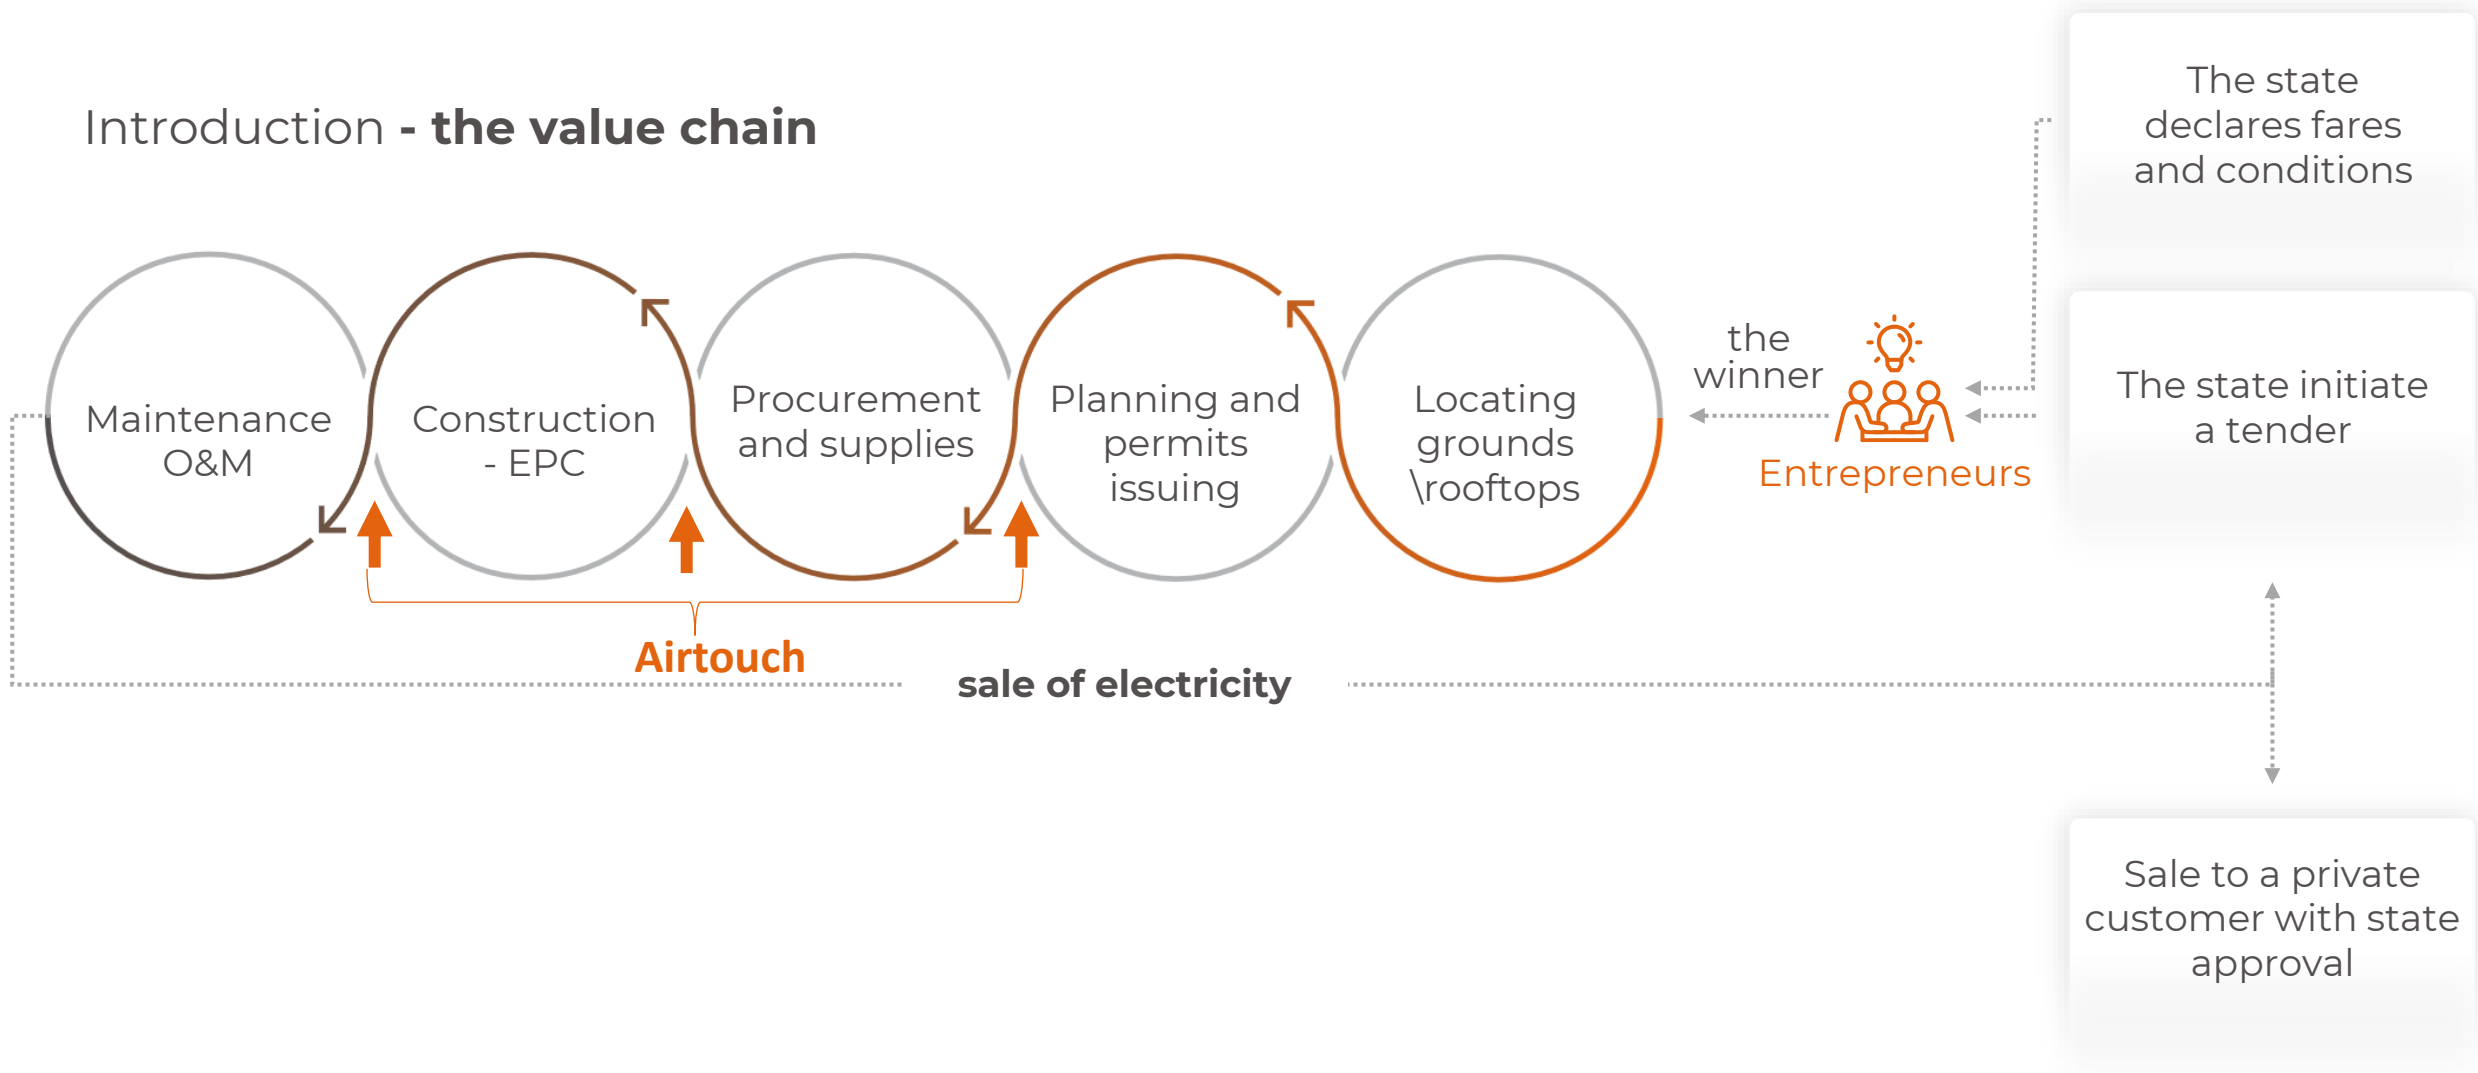 Introduction - the value chain
The state
declares fares
and conditions
The state initiate
a tender
the
winner
Entrepreneurs
Locating
grounds
\rooftops
Planning and
permits
issuing
Procurement
and supplies
Construction
- EPC
Maintenance
O&M
Airtouch
sale of electricity
Sale to a private
customer with state
approval